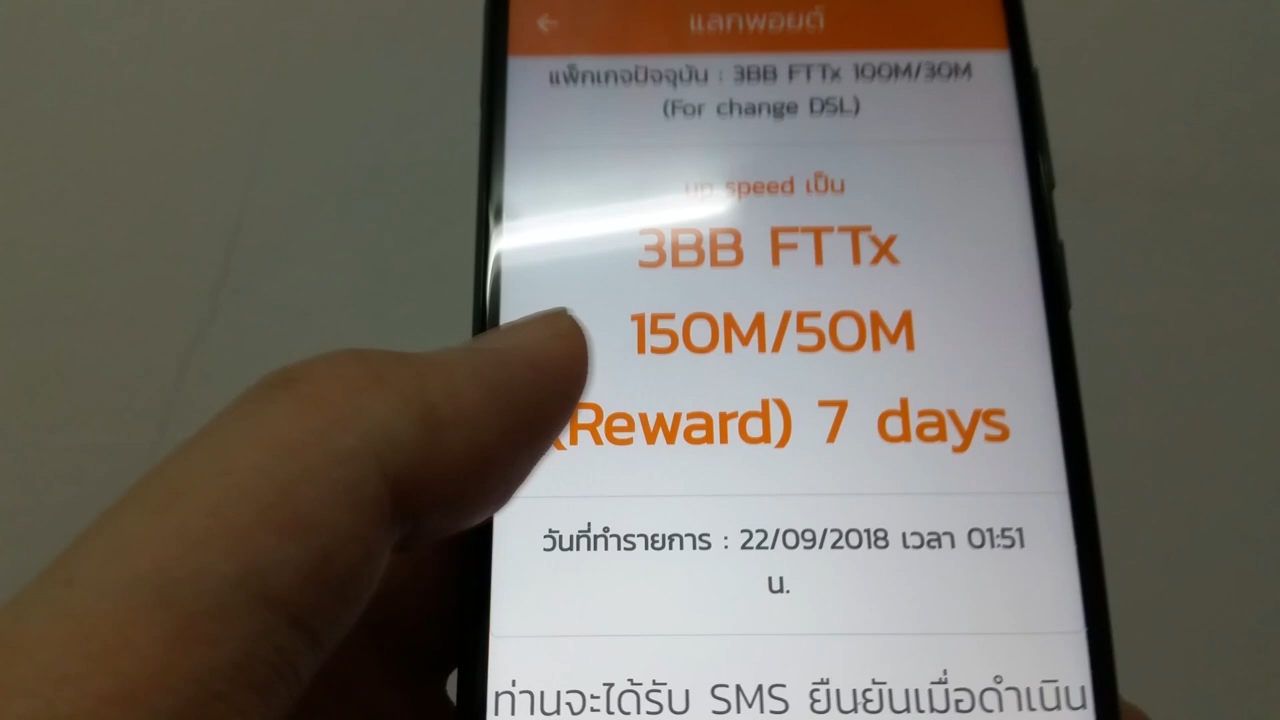 แลกพอยต์
แพ็กเกจปัจจุบัน : 3BB FTTx 100M/30M
(For change DSL)
up speed เป็น
3BB FTTx
150M/50M
(Reward) 7 days
วันที่ทำรายการ : 22/09/2018 เวลา 01:51
น.
ท่านจะได้รับ SMS ยืนยันเมื่อดำเนิน